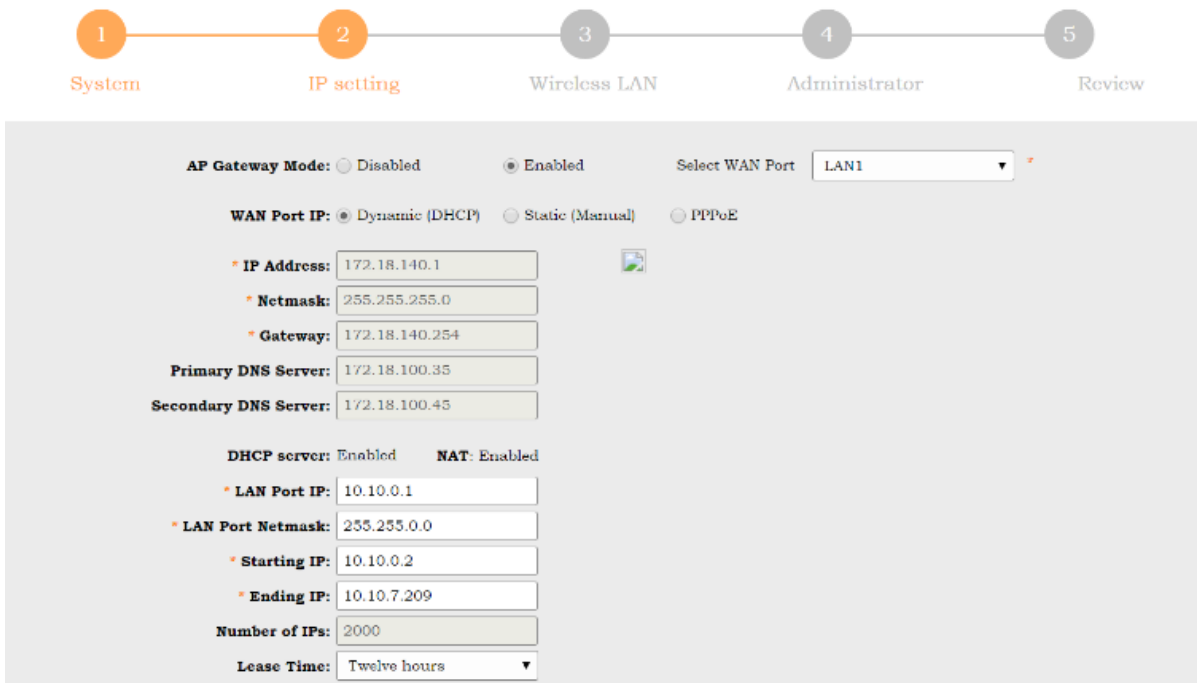 1 2 3 4 5
System IP setting Wireless LAN Administrator Review
AP Gateway Mode: Disabled Enabled Select WAN Port LAN1 *
WAN Port IP: Dynamic (DHCP) Static (Manual) PPPoE
* IP Address: 172.18.140.1
* Netmask: 255.255.255.0
* Gateway: 172.18.140.254
Primary DNS Server: 172.18.100.35
Secondary DNS Server: 172.18.100.45
DHCP server: Enabled NAT: Enabled
* LAN Port IP: 10.10.0.1
* LAN Port Netmask: 255.255.0.0
* Starting IP: 10.10.0.2
* Ending IP: 10.10.7.209
Number of IPs: 2000
Lease Time: Twelve hours